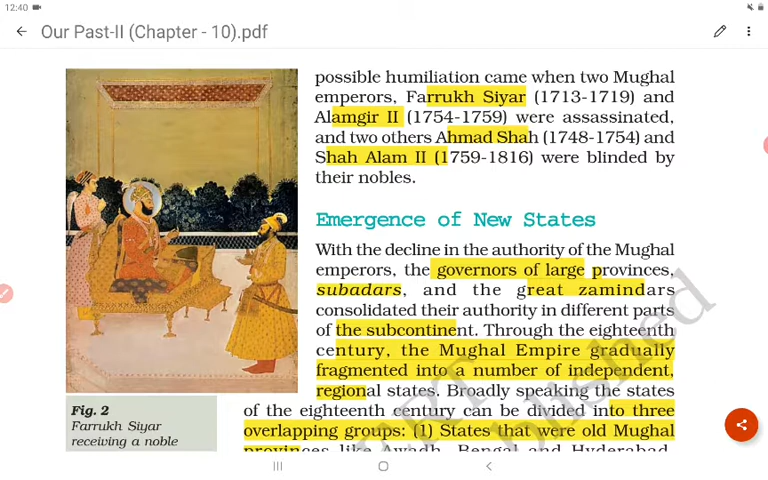 12:40
Our Past-II (Chapter - 10).pdf
possible humiliation came when two Mughal
emperors, Farrukh Siyar (1713-1719) and
Alamgir II (1754-1759) were assassinated,
and two others Ahmad Shah (1748-1754) and
Shah Alam II (1759-1816) were blinded by
their nobles.
Emergence of New States
With the decline in the authority of the Mughal
emperors, the governors of large provinces,
subadars, and the great zamindars
consolidated their authority in different parts
of the subcontinent. Through the eighteenth
century, the Mughal Empire gradually
fragmented into a number of independent,
regional states. Broadly speaking the states
of the eighteenth century can be divided into three
overlapping groups: (1) States that were old Mughal
provinces like Awadh, Bengal and Hyderabad.
Fig. 2
Farrukh Siyar
receiving a noble